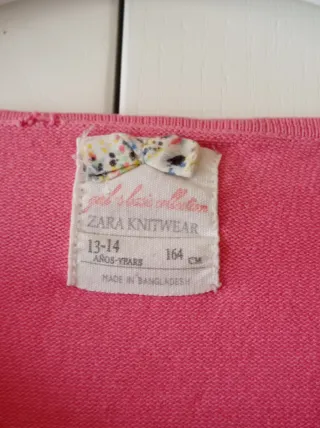 girl's basic collection
ZARA KNITWEAR
13-14 164
AÑOS-YEARS CM
MADE IN BANGLADESH